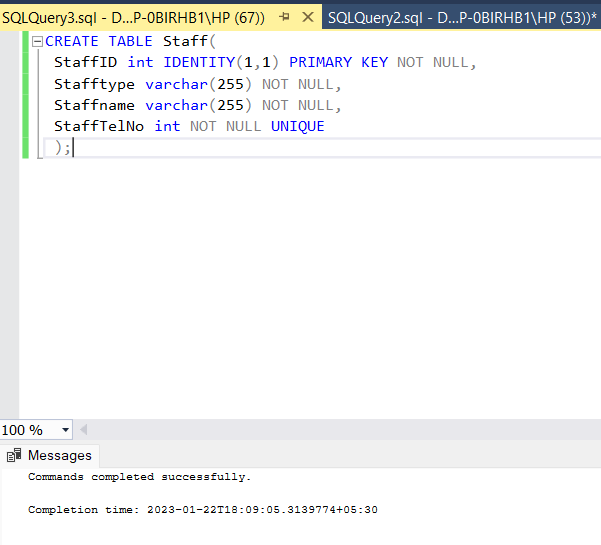 SQLQuery3.sql - D...P-0BIRHB1\HP (67)) SQLQuery2.sql - D...P-0BIRHB1\HP (53))*
CREATE TABLE Staff(
StaffID int IDENTITY(1,1) PRIMARY KEY NOT NULL,
Stafftype varchar(255) NOT NULL,
Staffname varchar(255) NOT NULL,
StaffTelNo int NOT NULL UNIQUE
);
100 %
Messages
Commands completed successfully.
Completion time: 2023-01-22T18:09:05.3139774+05:30